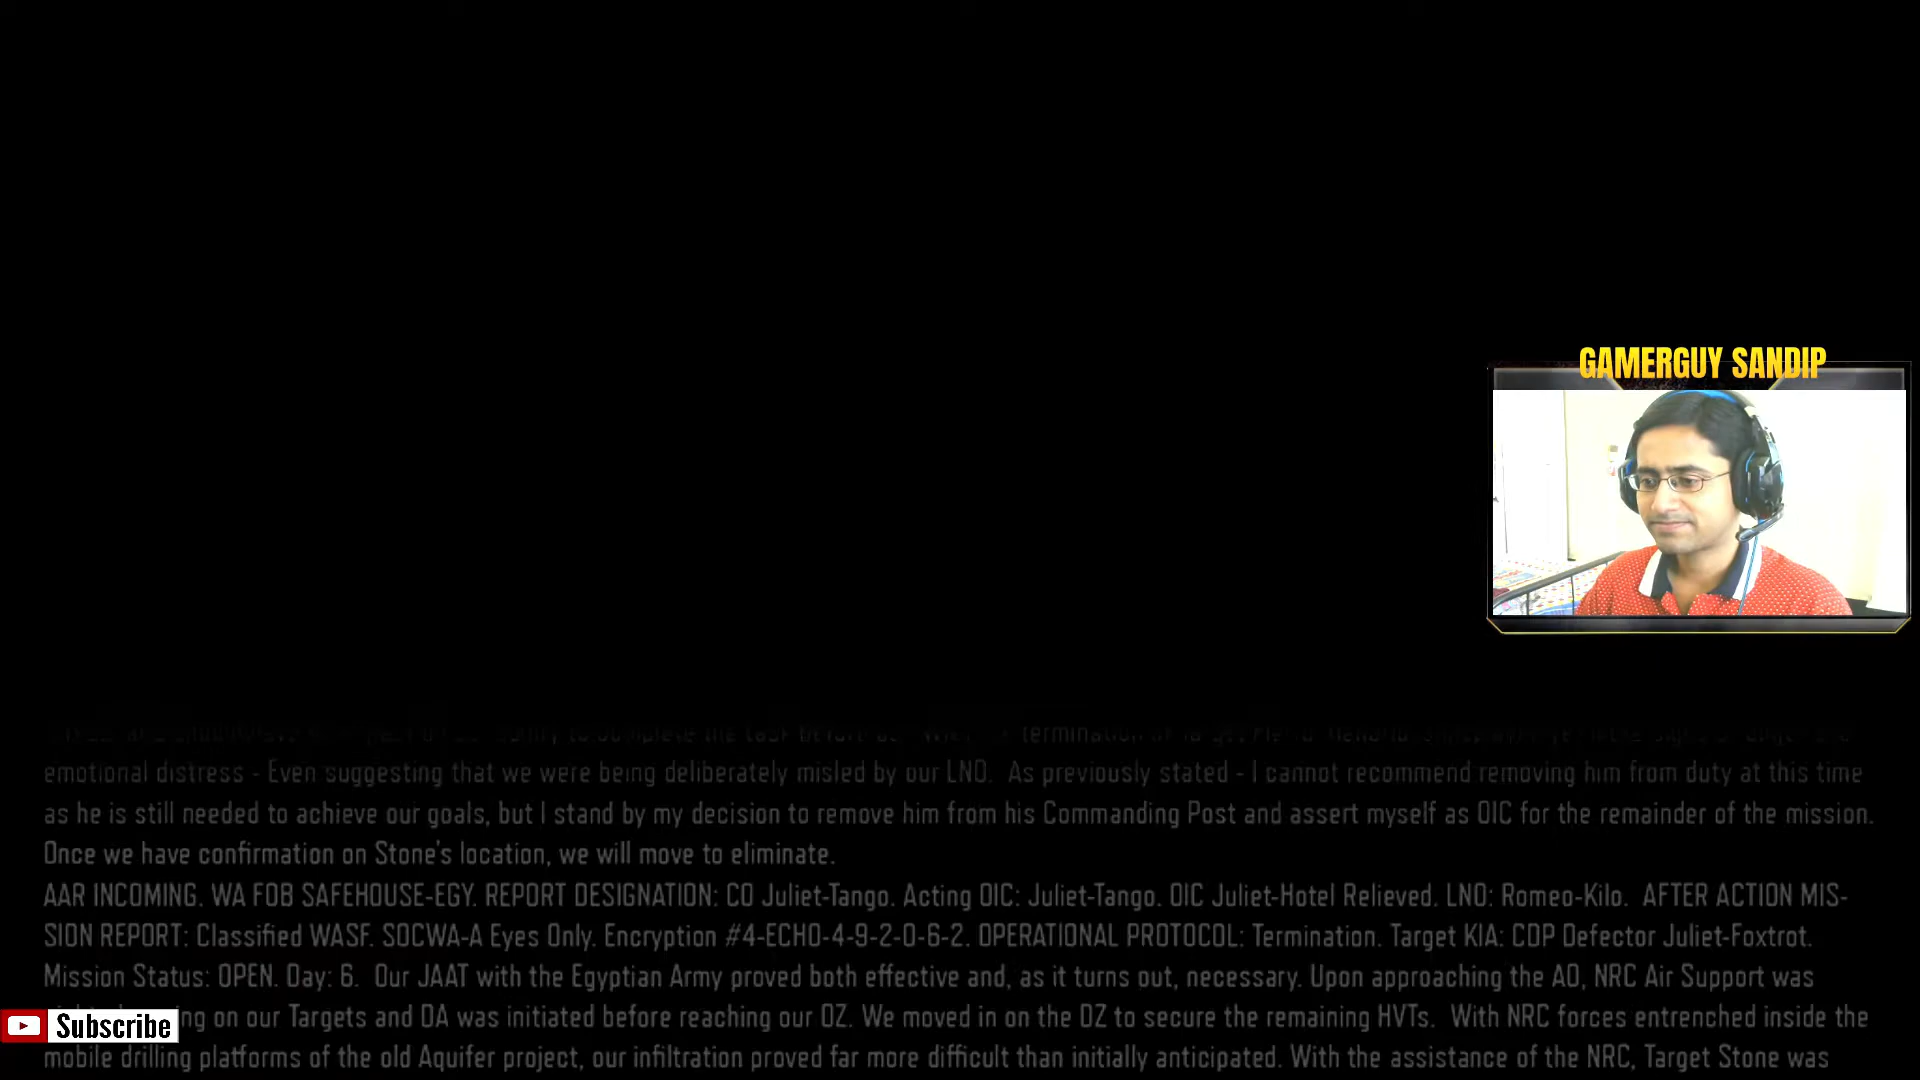 GAMERGUY SANDIP
to complete the task before us termination
emotional distress - Even suggesting that we were being deliberately misled by our LNO. As previously stated - I cannot recommend removing him from duty at this time
as he is still needed to achieve our goals, but I stand by my decision to remove him from his Commanding Post and assert myself as OIC for the remainder of the mission.
Once we have confirmation on Stone's location, we will move to eliminate.
AAR INCOMING. WA FOB SAFEHOUSE-EGY. REPORT DESIGNATION: CO Juliet-Tango. Acting OIC: Juliet-Tango. OIC Juliet-Hotel Relieved. LNO: Romeo-Kilo. AFTER ACTION MIS-
SION REPORT: Classified WASF. SOCWA-A Eyes Only. Encryption #4-ECHO-4-9-2-0-6-2. OPERATIONAL PROTOCOL: Termination. Target KIA: CDP Defector Juliet-Foxtrot.
Mission Status: OPEN. Day: 6. Our JAAT with the Egyptian Army proved both effective and, as it turns out, necessary. Upon approaching the AO, NRC Air Support was
on our Targets and DA was initiated before reaching our DZ. We moved in on the DZ to secure the remaining HVTs. With NRC forces entrenched inside the
Subscribe
mobile drilling platforms of the old Aquifer project, our infiltration proved far more difficult than initially anticipated. With the assistance of the NRC, Target Stone was